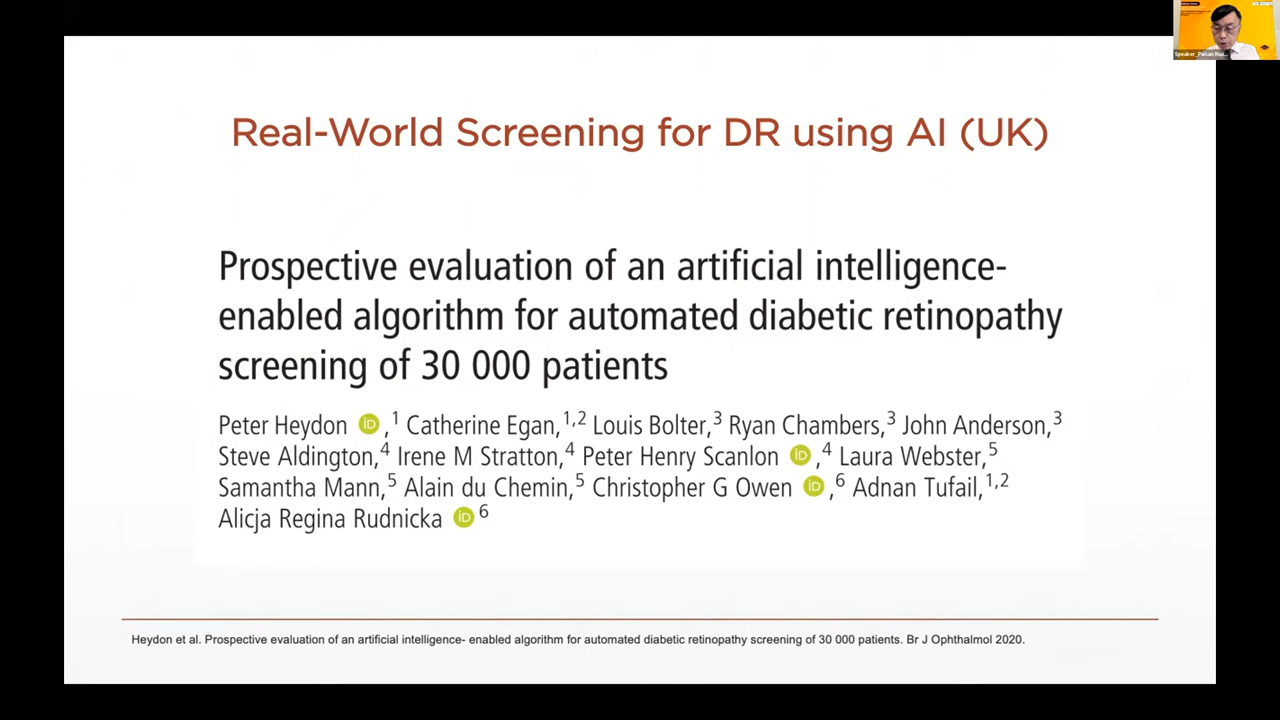 Real-World Screening for DR using AI (UK)
Prospective evaluation of an artificial intelligence-
enabled algorithm for automated diabetic retinopathy
screening of 30 000 patients
Peter Heydon iD,1 Catherine Egan,1,2 Louis Bolter,3 Ryan Chambers,3 John Anderson,3
Steve Aldington,4 Irene M Stratton,4 Peter Henry Scanlon iD,4 Laura Webster,5
Samantha Mann,5 Alain du Chemin,5 Christopher G Owen iD,6 Adnan Tufail,1,2
Alicja Regina Rudnicka iD 6
Heydon et al. Prospective evaluation of an artificial intelligence- enabled algorithm for automated diabetic retinopathy screening of 30 000 patients. Br J Ophthalmol 2020.